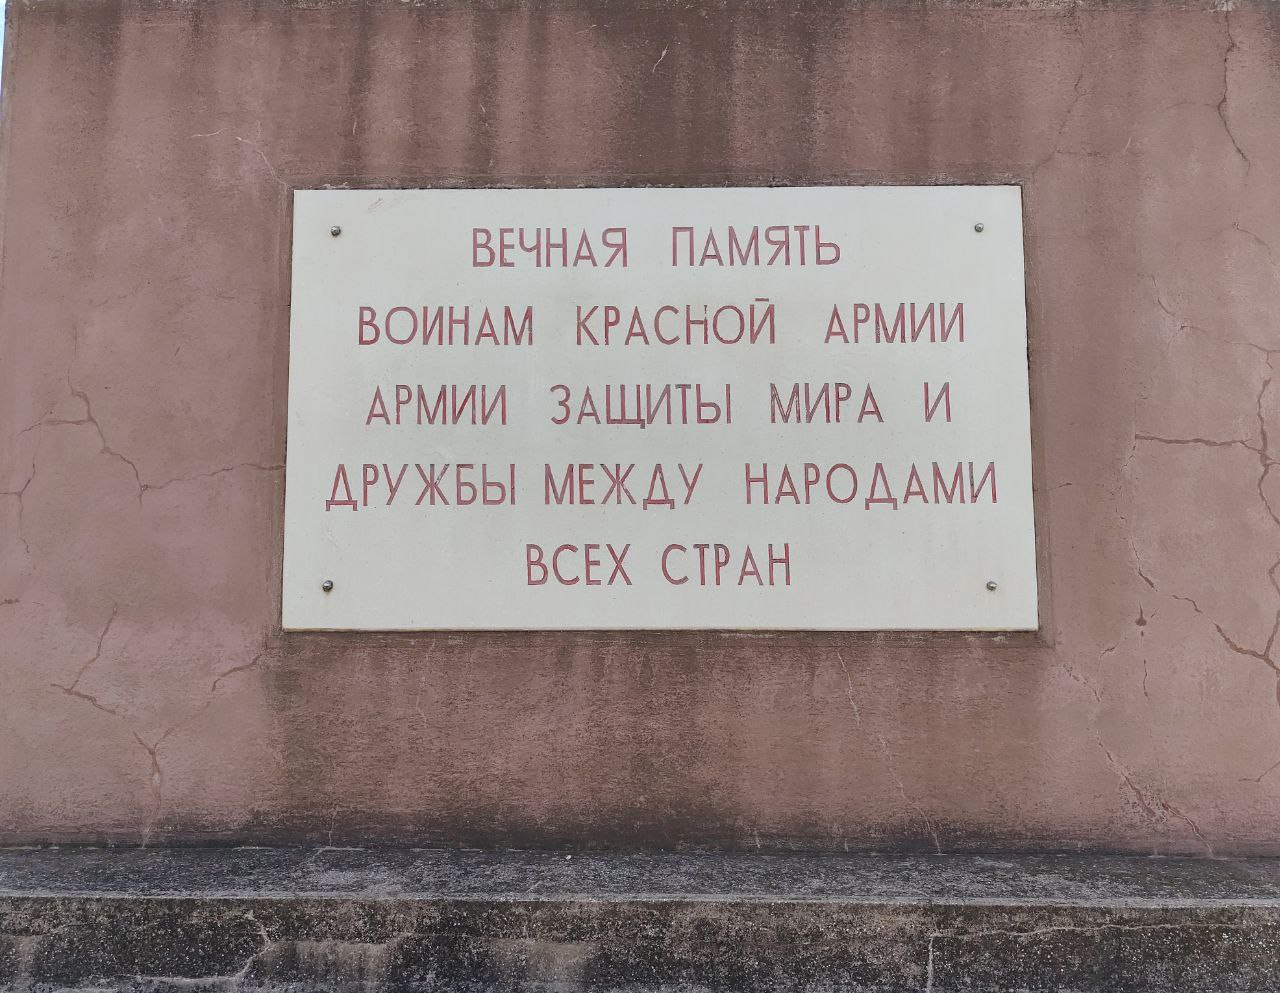 ВЕЧНАЯ ПАМЯТЬ
ВОИНАМ КРАСНОЙ АРМИИ
АРМИИ ЗАЩИТЫ МИРА И
ДРУЖБЫ МЕЖДУ НАРОДАМИ
ВСЕХ СТРАН